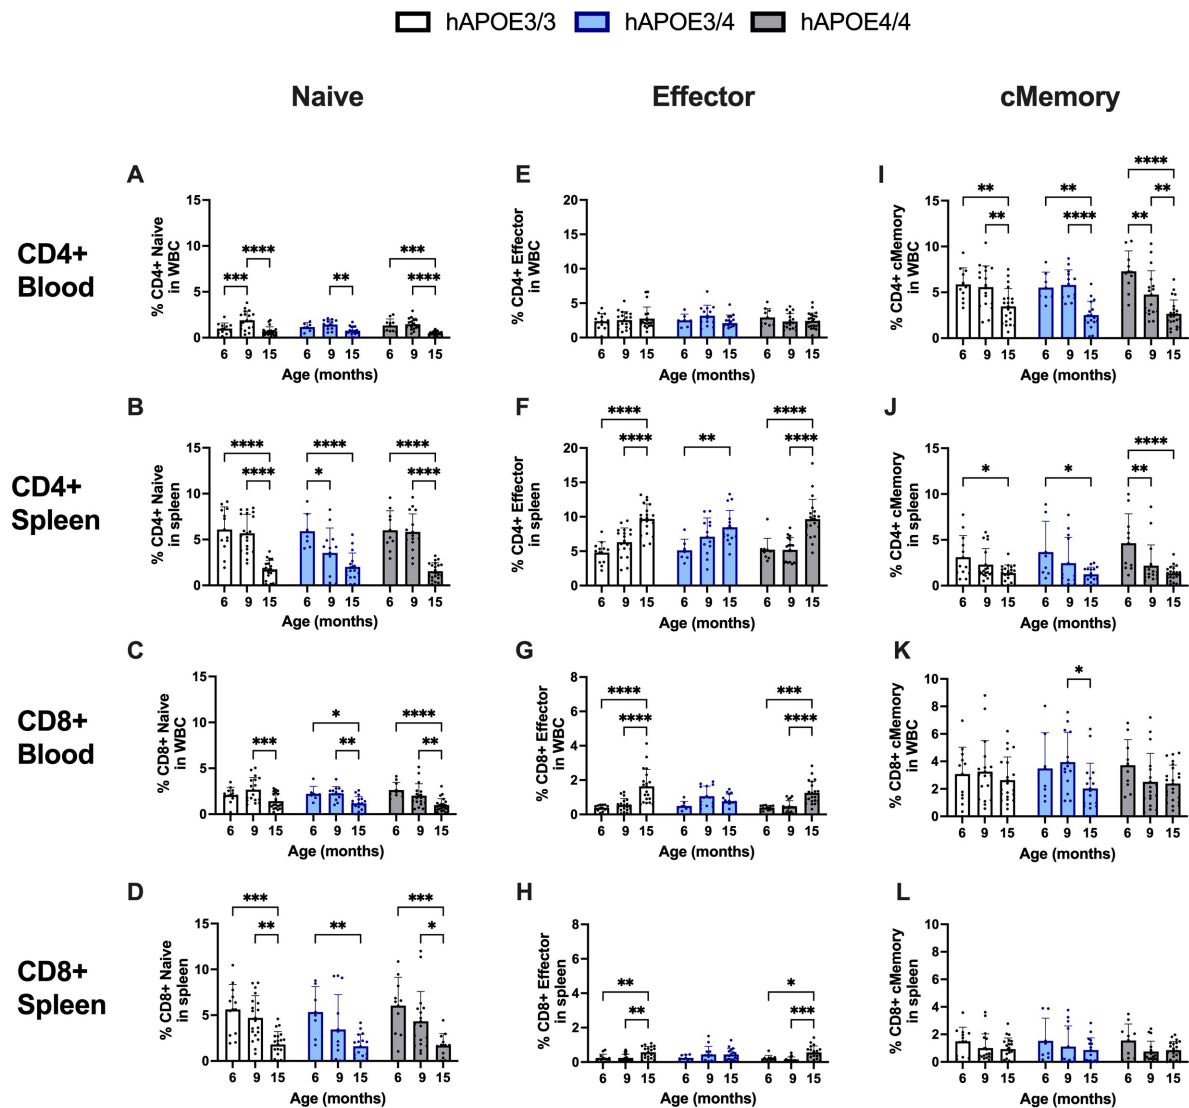 hAPOE3/3 hAPOE3/4 hAPOE4/4
Naive Effector cMemory
CD4+
Blood
A
% CD4+ Naive
in WBC
15
10
5
0
*** **** ** *** ****
6 9 15 6 9 15 6 9 15
Age (months)
E
% CD4+ Effector
in WBC
20
15
10
5
0
6 9 15 6 9 15 6 9 15
Age (months)
I
% CD4+ cMemory
in WBC
15
10
5
0
** ** ** **** **** ** **
6 9 15 6 9 15 6 9 15
Age (months)
CD4+
Spleen
B
% CD4+ Naive
in spleen
15
10
5
0
**** **** **** * **** ****
6 9 15 6 9 15 6 9 15
Age (months)
F
% CD4+ Effector
in spleen
20
15
10
5
0
**** **** ** **** ****
6 9 15 6 9 15 6 9 15
Age (months)
J
% CD4+ cMemory
in spleen
15
10
5
0
* * **** **
6 9 15 6 9 15 6 9 15
Age (months)
CD8+
Blood
C
% CD8+ Naive
in WBC
15
10
5
0
*** * ** **** **
6 9 15 6 9 15 6 9 15
Age (months)
G
% CD8+ Effector
in WBC
8
6
4
2
0
**** **** *** ****
6 9 15 6 9 15 6 9 15
Age (months)
K
% CD8+ cMemory
in WBC
10
8
6
4
2
0
*
6 9 15 6 9 15 6 9 15
Age (months)
CD8+
Spleen
D
% CD8+ Naive
in spleen
15
10
5
0
*** ** ** *** *
6 9 15 6 9 15 6 9 15
Age (months)
H
% CD8+ Effector
in spleen
8
6
4
2
0
** ** * ***
6 9 15 6 9 15 6 9 15
Age (months)
L
% CD8+ cMemory
in spleen
10
8
6
4
2
0
6 9 15 6 9 15 6 9 15
Age (months)